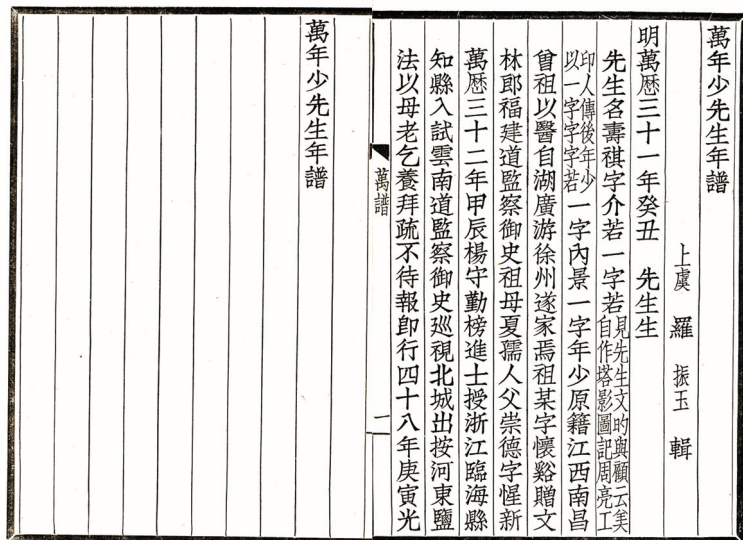 萬年少先生年譜
上虞 羅 振玉 輯
明萬歷三十一年癸丑 先生生
先生名壽祺字介若一字若見先生文的與顧云美
自作塔影圖記周亮工
印人傳後年少
以一字字字若
一字內景一字年少原籍江西南昌
曾祖以醫自湖廣游徐州遂家焉祖某字懷谿贈文
林郎福建道監察御史祖母夏孺人父崇德字惺新
萬歷三十二年甲辰楊守勤榜進士授浙江臨海縣
知縣入試雲南道監察御史巡視北城出按河東鹽
法以母老乞養拜疏不待報即行四十八年庚寅光
萬譜
一
萬年少先生年譜